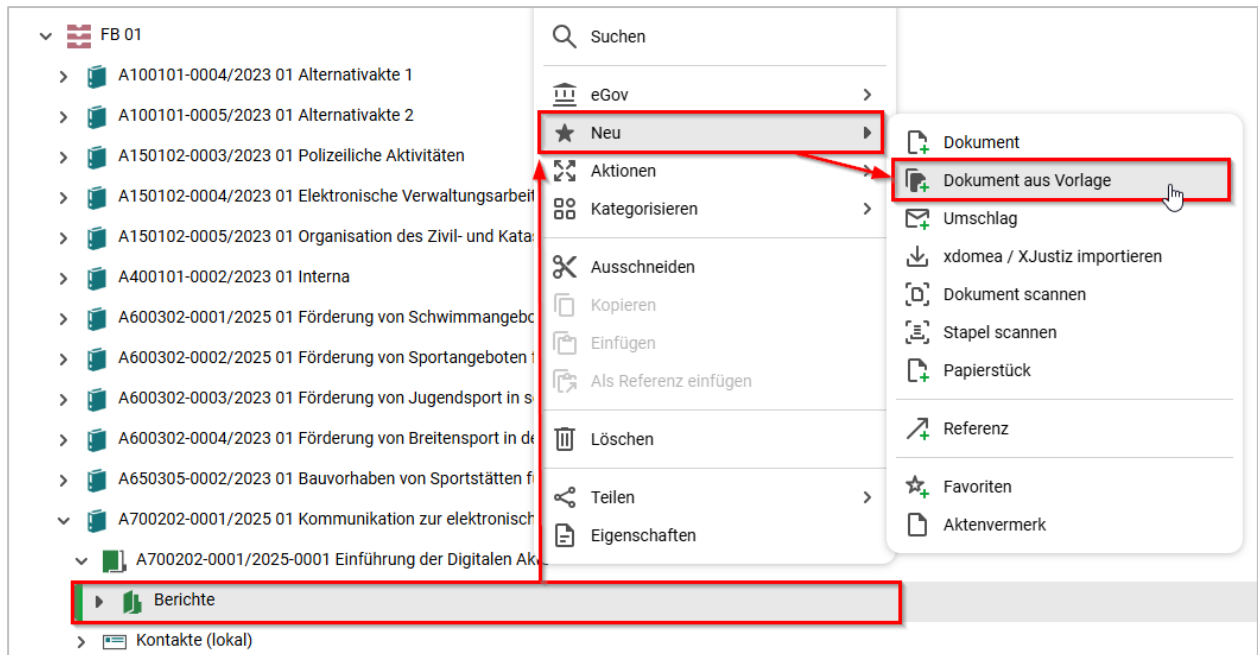 FB 01
A100101-0004/2023 01 Alternativakte 1
A100101-0005/2023 01 Alternativakte 2
A150102-0003/2023 01 Polizeiliche Aktivitäten
A150102-0004/2023 01 Elektronische Verwaltungsarbeit
A150102-0005/2023 01 Organisation des Zivil- und Kata
A400101-0002/2023 01 Interna
A600302-0001/2025 01 Förderung von Schwimmangebo
A600302-0002/2025 01 Förderung von Sportangeboten
A600302-0003/2023 01 Förderung von Jugendsport in s
A600302-0004/2023 01 Förderung von Breitensport in de
A650305-0002/2023 01 Bauvorhaben von Sportstätten f
A700202-0001/2025 01 Kommunikation zur elektronisch
A700202-0001/2025-0001 Einführung der Digitalen Ak
Berichte
Kontakte (lokal)
Suchen
eGov
Neu
Aktionen
Kategorisieren
Ausschneiden
Kopieren
Einfügen
Als Referenz einfügen
Löschen
Teilen
Eigenschaften
Dokument
Dokument aus Vorlage
Umschlag
xdomea / XJustiz importieren
Dokument scannen
Stapel scannen
Papierstück
Referenz
Favoriten
Aktenvermerk